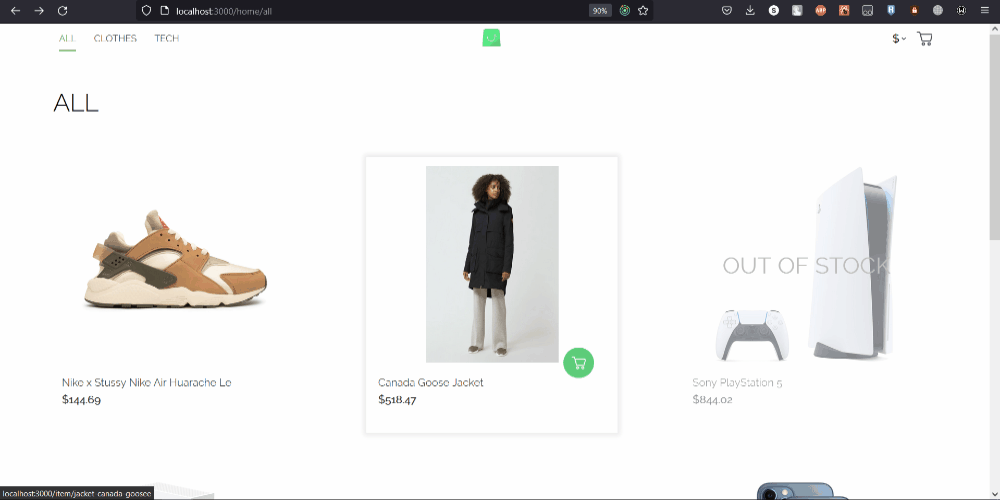 localhost:3000/home/all
90%
ALL
CLOTHES
TECH
$
ALL
OUT OF STOCK
Nike x Stussy Nike Air Huarache Le
$144.69
Canada Goose Jacket
$518.47
Sony PlayStation 5
$844.02
localhost:3000/item/jacket-canada-goosee